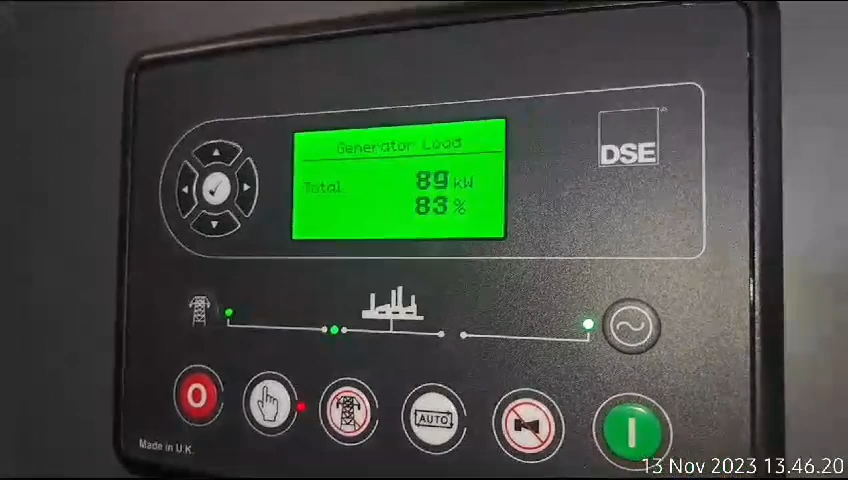 Generator Load
Total 89 kW
83 %
DSE
AUTO
Made in U.K.
13 Nov 2023 13.46.20